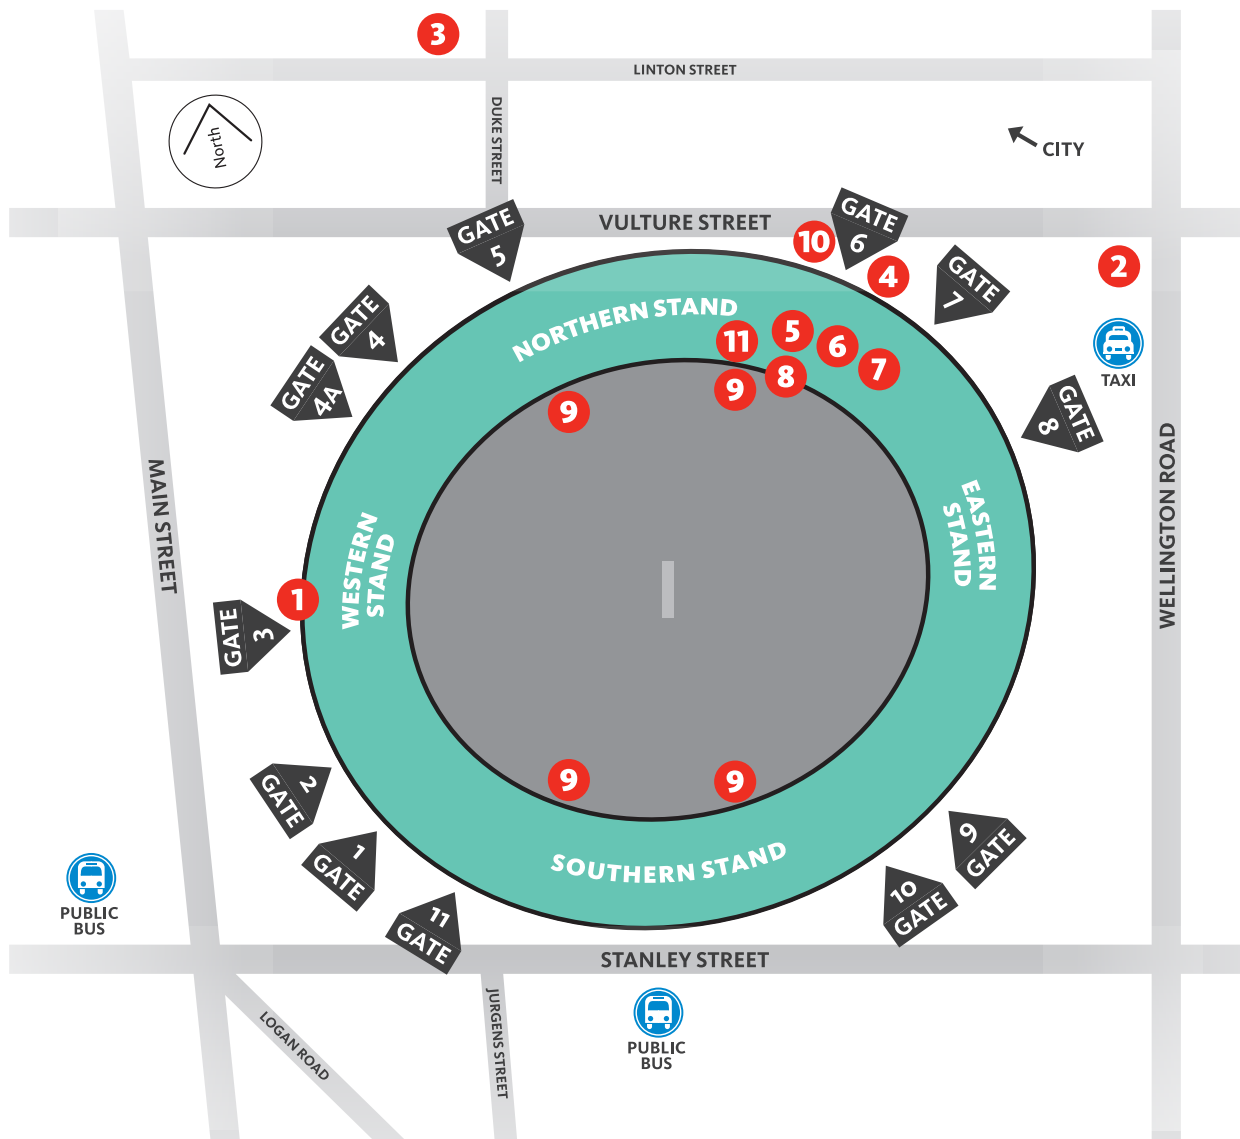 3
LINTON STREET
DUKE STREET
North
CITY
VULTURE STREET
GATE
5
10
GATE
6
4
GATE
7
2
TAXI
GATE
4
GATE
4A
NORTHERN STAND
11
5
6
7
8
9
9
GATE
8
MAIN STREET
WESTERN
STAND
EASTERN
STAND
WELLINGTON ROAD
1
GATE
3
9
9
GATE
2
GATE
1
GATE
11
SOUTHERN STAND
9
GATE
10
GATE
PUBLIC
BUS
STANLEY STREET
LOGAN ROAD
JURGENS STREET
PUBLIC
BUS